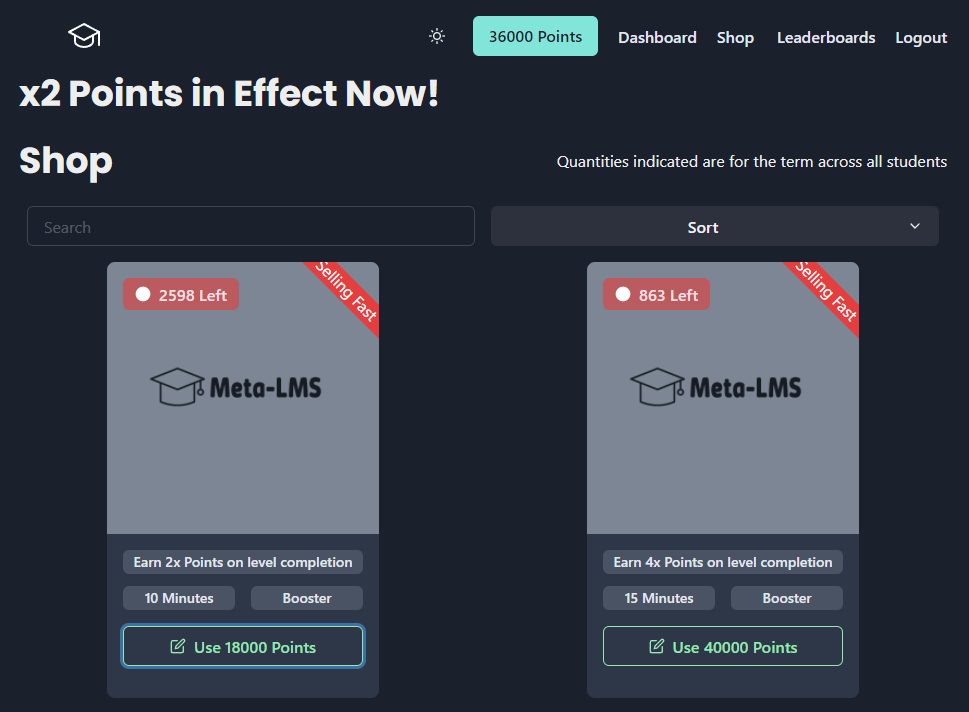 36000 Points
Dashboard
Shop
Leaderboards
Logout
x2 Points in Effect Now!
Shop
Quantities indicated are for the term across all students
Search
Sort
2598 Left
Selling Fast
Meta-LMS
Earn 2x Points on level completion
10 Minutes
Booster
Use 18000 Points
863 Left
Selling Fast
Meta-LMS
Earn 4x Points on level completion
15 Minutes
Booster
Use 40000 Points